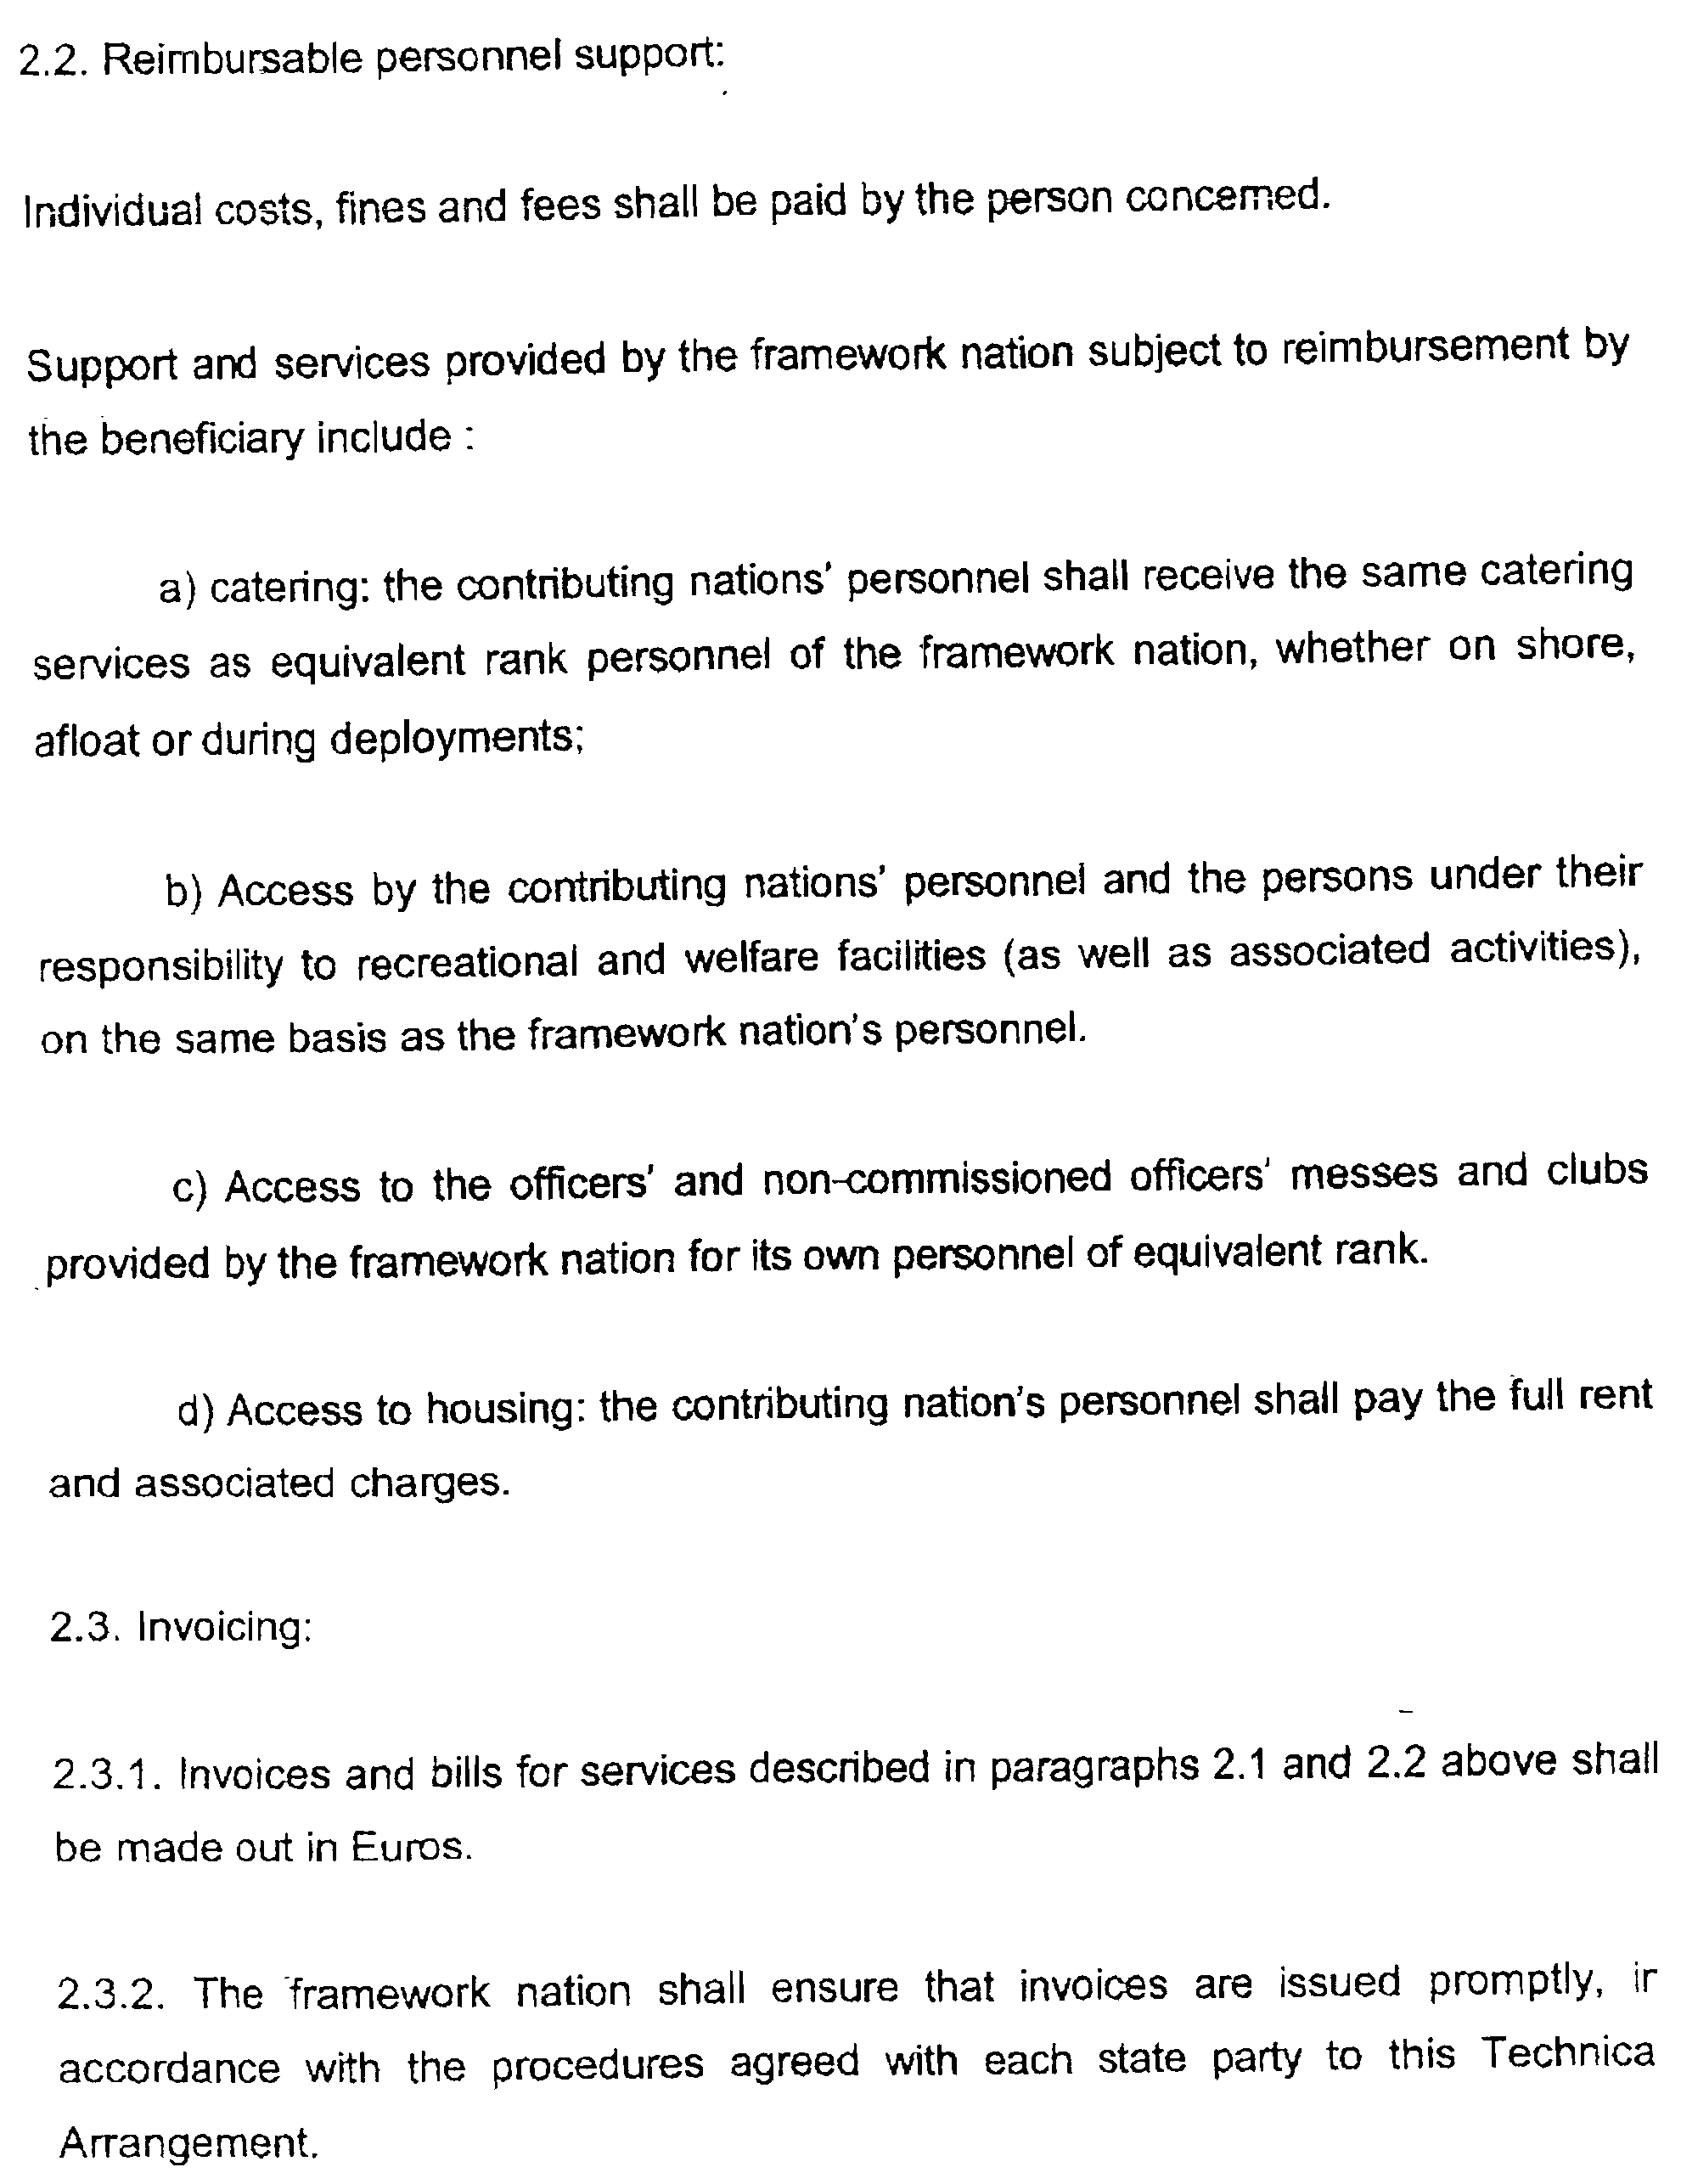 2.2. Reimbursable personnel support:
Individual costs, fines and fees shall be paid by the person concerned.
Support and services provided by the framework nation subject to reimbursement by
the beneficiary include :
a) catering: the contributing nations' personnel shall receive the same catering
services as equivalent rank personnel of the framework nation, whether on shore,
afloat or during deployments;
b) Access by the contributing nations' personnel and the persons under their
responsibility to recreational and welfare facilities (as well as associated activities),
on the same basis as the framework nation's personnel.
c) Access to the officers' and non-commissioned officers' messes and clubs
provided by the framework nation for its own personnel of equivalent rank.
d) Access to housing: the contributing nation's personnel shall pay the full rent
and associated charges.
2.3. Invoicing:
2.3.1. Invoices and bills for services described in paragraphs 2.1 and 2.2 above shall
be made out in Euros.
2.3.2. The framework nation shall ensure that invoices are issued promptly, ir
accordance with the procedures agreed with each state party to this Technica
Arrangement.